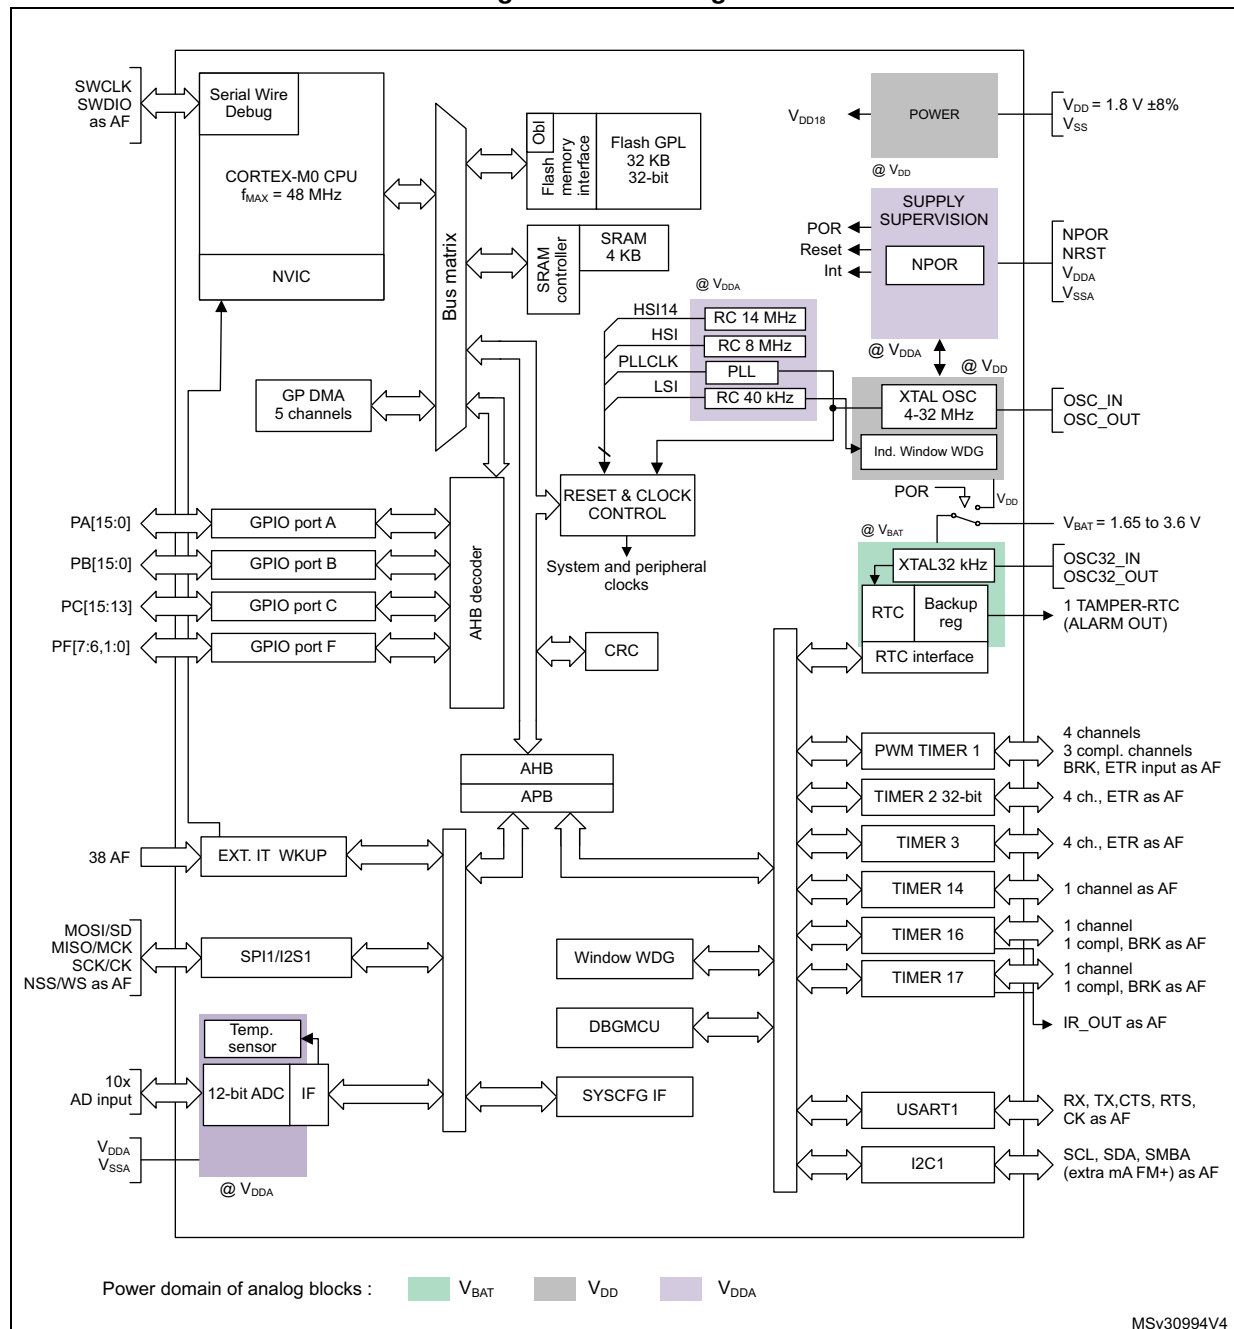 SWCLK
SWDIO
as AF
Serial Wire
Debug
CORTEX-M0 CPU
fMAX = 48 MHz
NVIC
Bus matrix
Obl
Flash
memory
interface
Flash GPL
32 KB
32-bit
SRAM
controller
SRAM
4 KB
VDD18
POWER
VDD = 1.8 V ±8%
VSS
@ VDD
SUPPLY
SUPERVISION
POR
Reset
Int
NPOR
NPOR
NRST
VDDA
VSSA
@ VDDA
@ VDDA
HSI14
HSI
PLLCLK
LSI
RC 14 MHz
RC 8 MHz
PLL
RC 40 kHz
@ VDD
XTAL OSC
4-32 MHz
OSC_IN
OSC_OUT
Ind. Window WDG
GP DMA
5 channels
RESET & CLOCK
CONTROL
System and peripheral
clocks
POR
VDD
VBAT = 1.65 to 3.6 V
@ VBAT
XTAL32 kHz
OSC32_IN
OSC32_OUT
RTC
Backup
reg
1 TAMPER-RTC
(ALARM OUT)
RTC interface
PA[15:0]
GPIO port A
PB[15:0]
GPIO port B
PC[15:13]
GPIO port C
PF[7:6,1:0]
GPIO port F
AHB decoder
CRC
AHB
APB
PWM TIMER 1
4 channels
3 compl. channels
BRK, ETR input as AF
TIMER 2 32-bit
4 ch., ETR as AF
TIMER 3
4 ch., ETR as AF
TIMER 14
1 channel as AF
TIMER 16
1 channel
1 compl, BRK as AF
TIMER 17
1 channel
1 compl, BRK as AF
IR_OUT as AF
38 AF
EXT. IT WKUP
MOSI/SD
MISO/MCK
SCK/CK
NSS/WS as AF
SPI1/I2S1
Window WDG
DBGMCU
SYSCFG IF
Temp.
sensor
10x
AD input
12-bit ADC
IF
VDDA
VSSA
@ VDDA
USART1
RX, TX,CTS, RTS,
CK as AF
I2C1
SCL, SDA, SMBA
(extra mA FM+) as AF
Power domain of analog blocks :
VBAT
VDD
VDDA
MSv30994V4